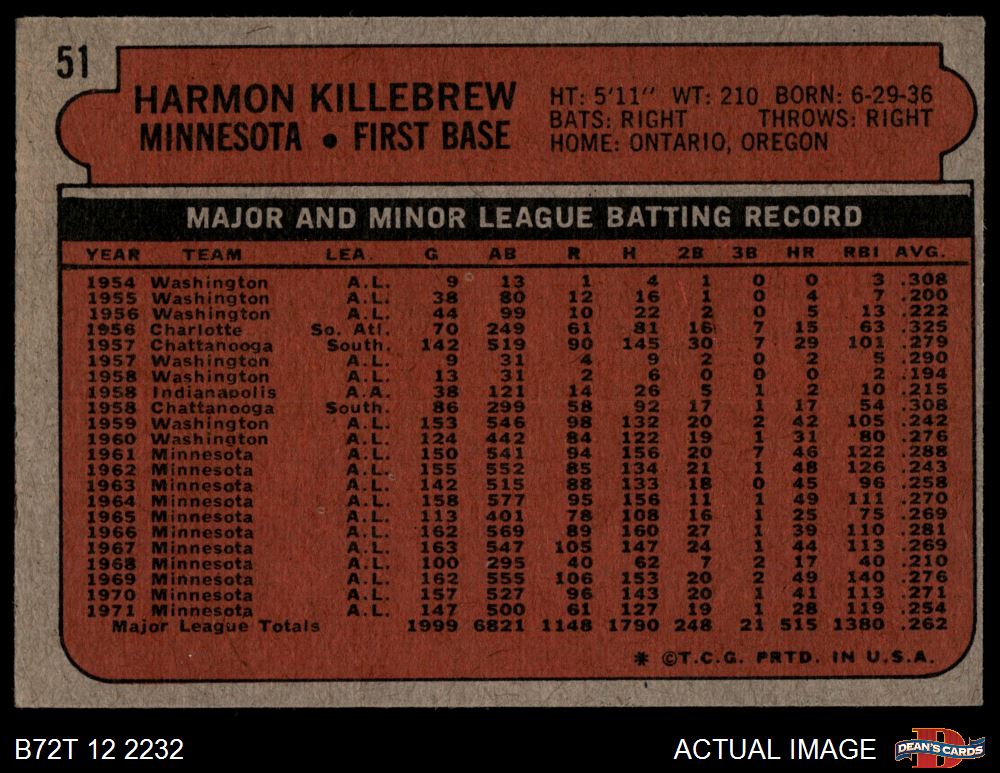 51
HARMON KILLEBREW
MINNESOTA • FIRST BASE
HT: 5'11" WT: 210 BORN: 6-29-36
BATS: RIGHT THROWS: RIGHT
HOME: ONTARIO, OREGON
MAJOR AND MINOR LEAGUE BATTING RECORD
YEAR TEAM LEA. G AB R H 2B 3B HR RBI AVG.
1954 Washington A.L. 9 13 1 4 1 0 0 3 .308
1955 Washington A.L. 38 80 12 16 1 0 4 7 .200
1956 Washington A.L. 44 99 10 22 2 0 5 13 .222
1956 Charlotte So. Atl. 70 249 61 81 16 7 15 63 .325
1957 Chattanooga South. 142 519 90 145 30 7 29 101 .279
1957 Washington A.L. 9 31 4 9 2 0 2 5 .290
1958 Washington A.L. 13 31 2 6 0 0 0 2 .194
1958 Indianapolis A.A. 38 121 14 26 5 1 2 10 .215
1958 Chattanooga South. 86 299 58 92 17 1 17 54 .308
1959 Washington A.L. 153 546 98 132 20 2 42 105 .242
1960 Washington A.L. 124 442 84 122 19 1 31 80 .276
1961 Minnesota A.L. 150 541 94 156 20 7 46 122 .288
1962 Minnesota A.L. 155 552 85 134 21 1 48 126 .243
1963 Minnesota A.L. 142 515 88 133 18 0 45 96 .258
1964 Minnesota A.L. 158 577 95 156 11 1 49 111 .270
1965 Minnesota A.L. 113 401 78 108 16 1 25 75 .269
1966 Minnesota A.L. 162 569 89 160 27 1 39 110 .281
1967 Minnesota A.L. 163 547 105 147 24 1 44 113 .269
1968 Minnesota A.L. 100 295 40 62 7 2 17 40 .210
1969 Minnesota A.L. 162 555 106 153 20 2 49 140 .276
1970 Minnesota A.L. 157 527 96 143 20 1 41 113 .271
1971 Minnesota A.L. 147 500 61 127 19 1 28 119 .254
Major League Totals 1999 6821 1148 1790 248 21 515 1380 .262
* ©T.C.G. PRTD. IN U.S.A.
B72T 12 2232
ACTUAL IMAGE
DEAN'S CARDS